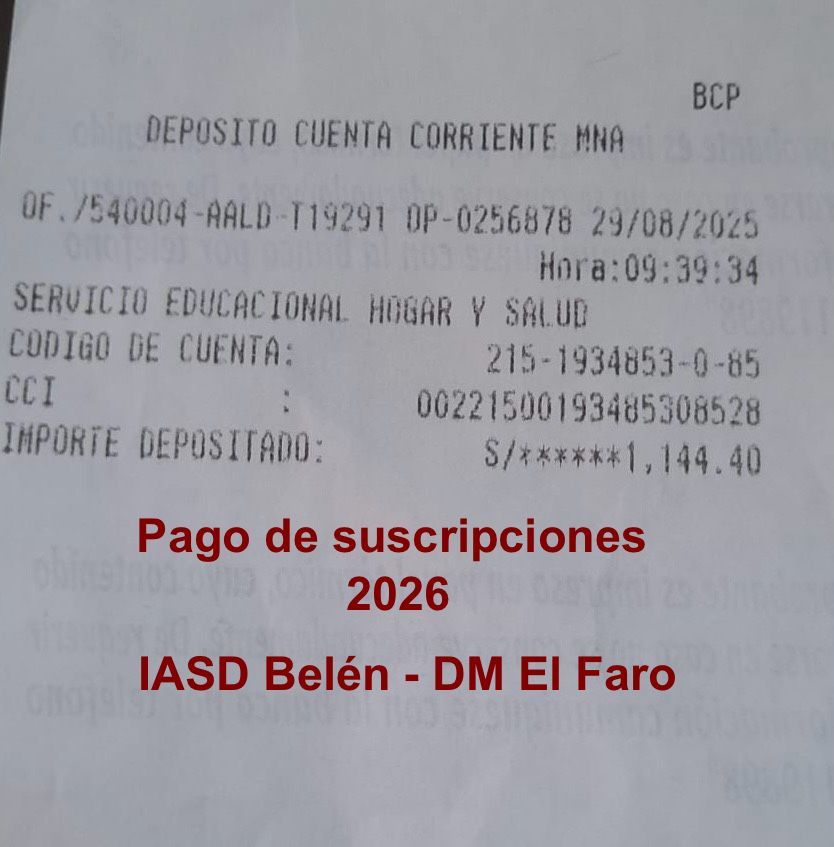 BCP
DEPOSITO CUENTA CORRIENTE MNA
OF./540004-AALD-T19291 OP-0256878 29/08/2025
Hora:09:39:34
SERVICIO EDUCACIONAL HOGAR Y SALUD
CODIGO DE CUENTA: 215-1934853-0-85
CCI : 00221500193485308528
IMPORTE DEPOSITADO: S/******1,144.40
Pago de suscripciones
2026
IASD Belén - DM El Faro